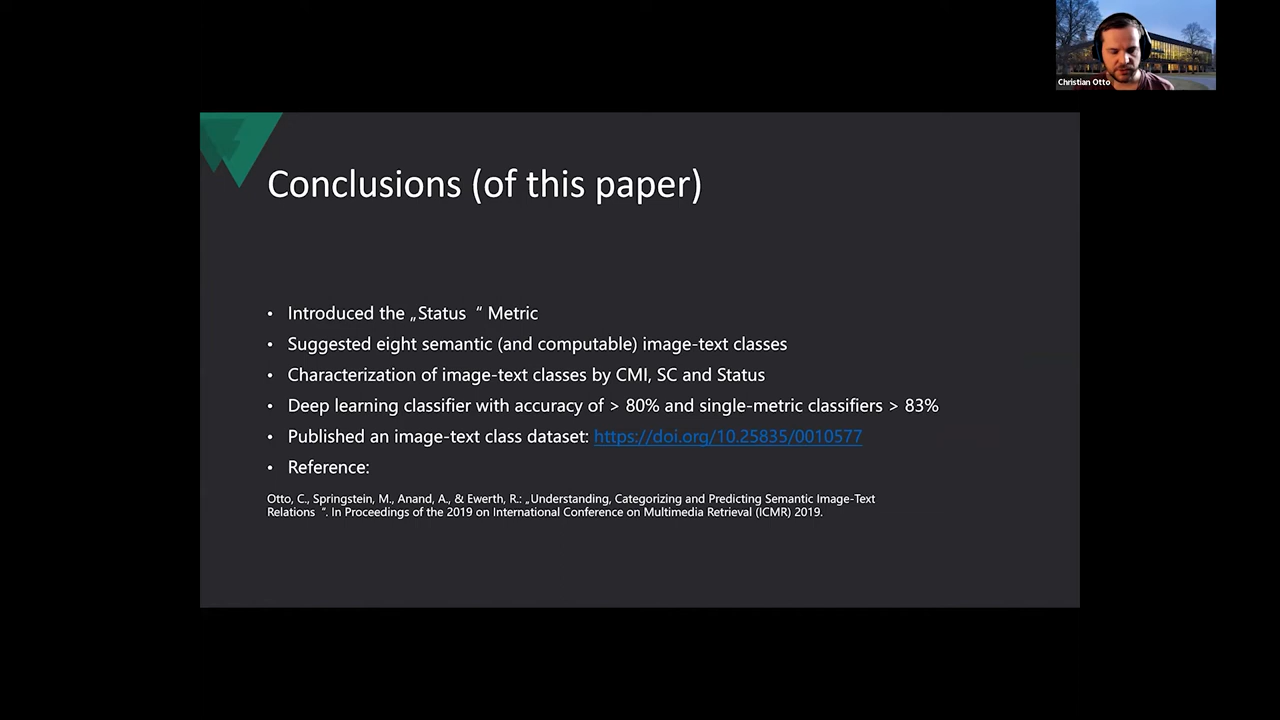 Christian Otto
Conclusions (of this paper)
• Introduced the „Status “ Metric
• Suggested eight semantic (and computable) image-text classes
• Characterization of image-text classes by CMI, SC and Status
• Deep learning classifier with accuracy of > 80% and single-metric classifiers > 83%
• Published an image-text class dataset: https://doi.org/10.25835/0010577
• Reference:
Otto, C., Springstein, M., Anand, A., & Ewerth, R.: „Understanding, Categorizing and Predicting Semantic Image-Text
Relations “. In Proceedings of the 2019 on International Conference on Multimedia Retrieval (ICMR) 2019.